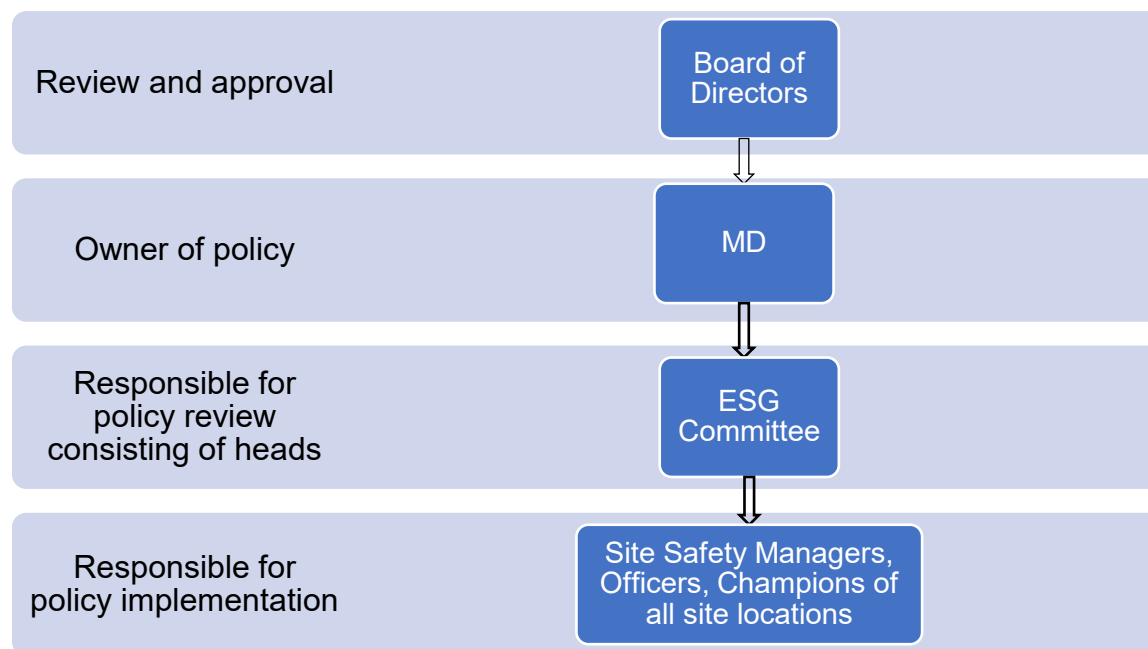 Review and approval
Board of
Directors
Owner of policy
MD
Responsible for
policy review
consisting of heads
ESG
Committee
Responsible for
policy implementation
Site Safety Managers,
Officers, Champions of
all site locations